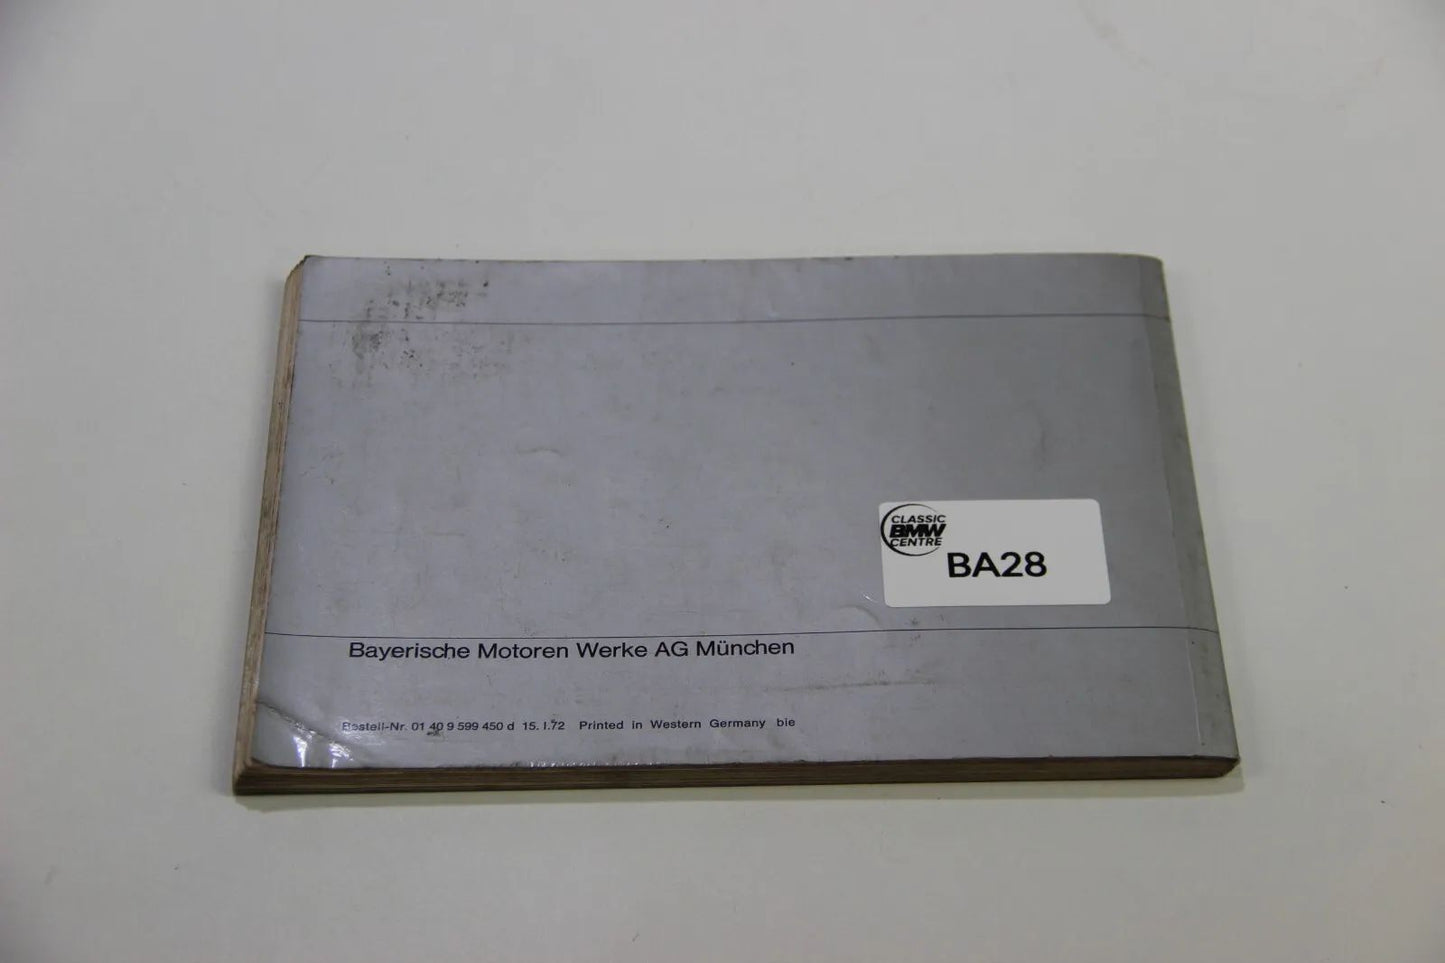 CLASSIC
BMW
CENTRE
BA28
Bayerische Motoren Werke AG München
Bestell-Nr. 01 40 9 599 450 d 15. I. 72 Printed in Western Germany bie